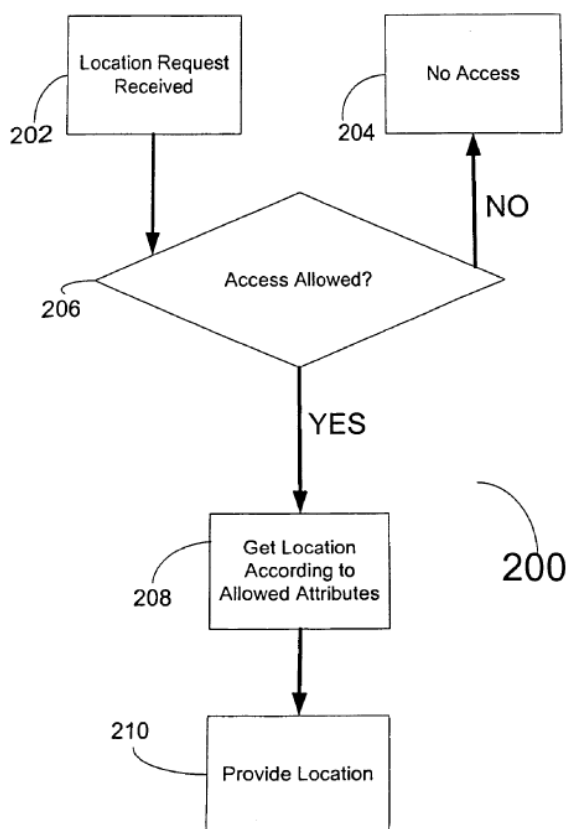 Location Request
Received
202
No Access
204
NO
Access Allowed?
206
YES
Get Location
According to
Allowed Attributes
208
200
210
Provide Location